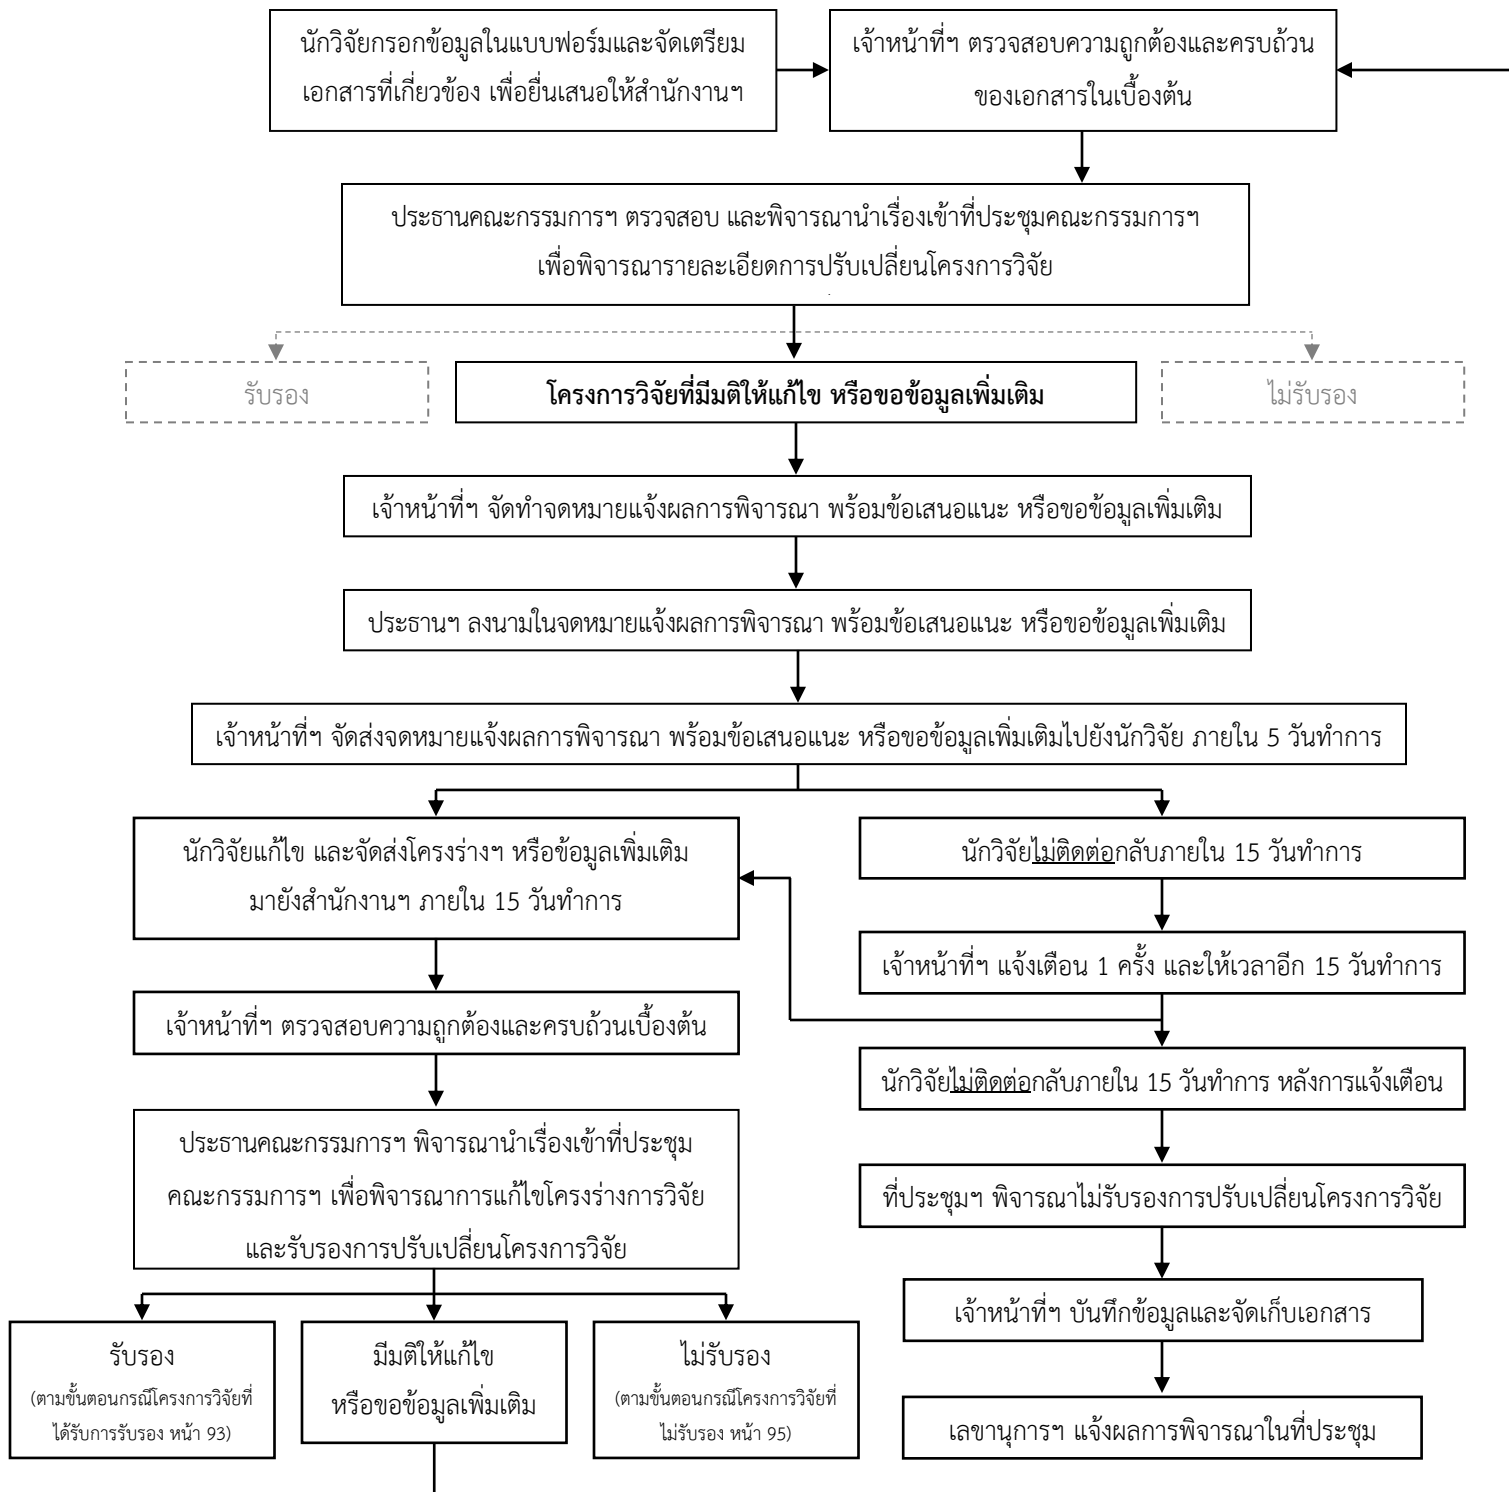 นักวิจัยกรอกข้อมูลในแบบฟอร์มและจัดเตรียม
เอกสารที่เกี่ยวข้อง เพื่อยื่นเสนอให้สำนักงานฯ
เจ้าหน้าที่ฯ ตรวจสอบความถูกต้องและครบถ้วน
ของเอกสารในเบื้องต้น
ประธานคณะกรรมการฯ ตรวจสอบ และพิจารณานำเรื่องเข้าที่ประชุมคณะกรรมการฯ
เพื่อพิจารณารายละเอียดการปรับเปลี่ยนโครงการวิจัย
รับรอง
โครงการวิจัยที่มีมติให้แก้ไข หรือขอข้อมูลเพิ่มเติม
ไม่รับรอง
เจ้าหน้าที่ฯ จัดทำจดหมายแจ้งผลการพิจารณา พร้อมข้อเสนอแนะ หรือขอข้อมูลเพิ่มเติม
ประธานฯ ลงนามในจดหมายแจ้งผลการพิจารณา พร้อมข้อเสนอแนะ หรือขอข้อมูลเพิ่มเติม
เจ้าหน้าที่ฯ จัดส่งจดหมายแจ้งผลการพิจารณา พร้อมข้อเสนอแนะ หรือขอข้อมูลเพิ่มเติมไปยังนักวิจัย ภายใน 5 วันทำการ
นักวิจัยแก้ไข และจัดส่งโครงร่างฯ หรือข้อมูลเพิ่มเติม
มายังสำนักงานฯ ภายใน 15 วันทำการ
เจ้าหน้าที่ฯ ตรวจสอบความถูกต้องและครบถ้วนเบื้องต้น
ประธานคณะกรรมการฯ พิจารณานำเรื่องเข้าที่ประชุม
คณะกรรมการฯ เพื่อพิจารณาการแก้ไขโครงร่างการวิจัย
และรับรองการปรับเปลี่ยนโครงการวิจัย
รับรอง
(ตามขั้นตอนกรณีโครงการวิจัยที่
ได้รับการรับรอง หน้า 93)
มีมติให้แก้ไข
หรือขอข้อมูลเพิ่มเติม
ไม่รับรอง
(ตามขั้นตอนกรณีโครงการวิจัยที่
ไม่รับรอง หน้า 95)
นักวิจัยไม่ติดต่อกลับภายใน 15 วันทำการ
เจ้าหน้าที่ฯ แจ้งเตือน 1 ครั้ง และให้เวลาอีก 15 วันทำการ
นักวิจัยไม่ติดต่อกลับภายใน 15 วันทำการ หลังการแจ้งเตือน
ที่ประชุมฯ พิจารณาไม่รับรองการปรับเปลี่ยนโครงการวิจัย
เจ้าหน้าที่ฯ บันทึกข้อมูลและจัดเก็บเอกสาร
เลขานุการฯ แจ้งผลการพิจารณาในที่ประชุม